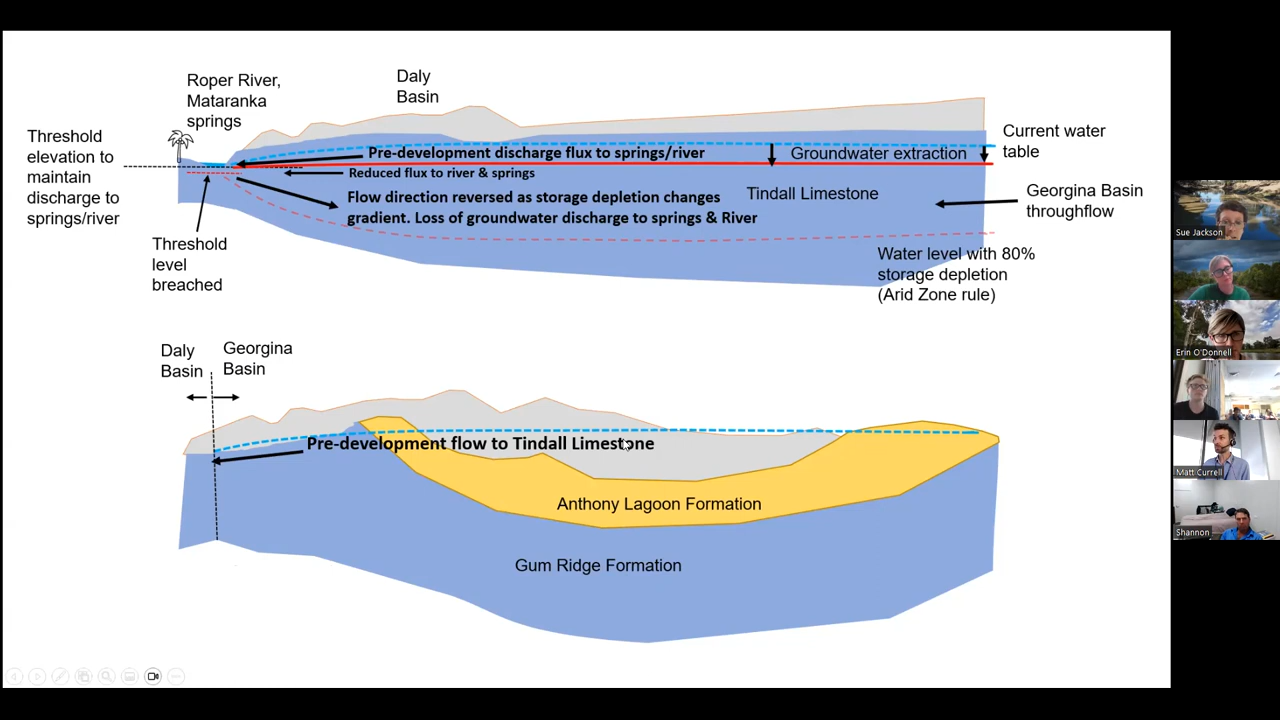 Roper River,
Mataranka
springs
Daly
Basin
Threshold
elevation to
maintain
discharge to
springs/river
Current water
table
Pre-development discharge flux to springs/river
Groundwater extraction
Reduced flux to river & springs
Flow direction reversed as storage depletion changes
gradient. Loss of groundwater discharge to springs & River
Tindall Limestone
Georgina Basin
throughflow
Threshold
level
breached
Water level with 80%
storage depletion
(Arid Zone rule)
Daly
Basin
Georgina
Basin
Pre-development flow to Tindall Limestone
Anthony Lagoon Formation
Gum Ridge Formation
Sue Jackson
Erin O'Donnell
Matt Currell
Shannon